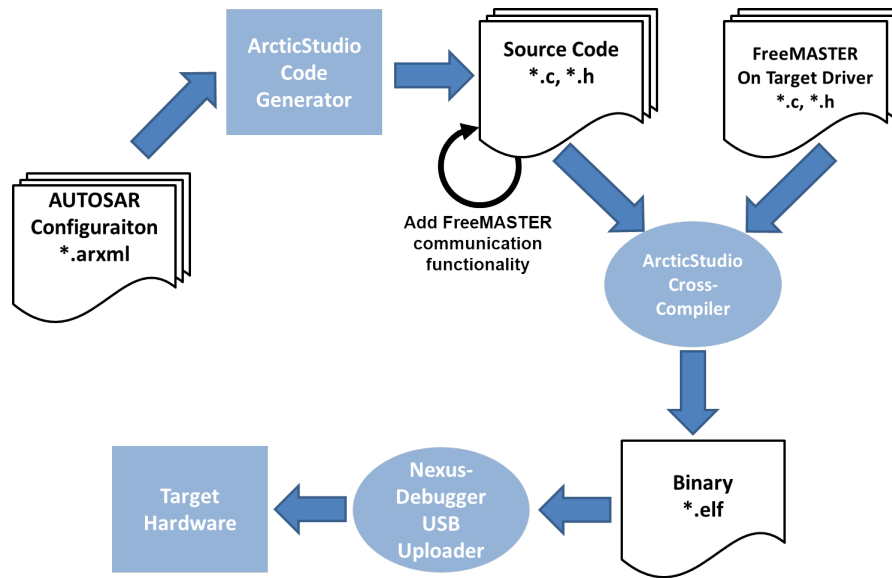 ArcticStudio
Code
Generator
Source Code
*.c, *.h
FreeMASTER
On Target Driver
*.c, *.h
AUTOSAR
Configuraiton
*.arxml
Add FreeMASTER
communication
functionality
ArcticStudio
Cross-
Compiler
Target
Hardware
Nexus-
Debugger
USB
Uploader
Binary
*.elf